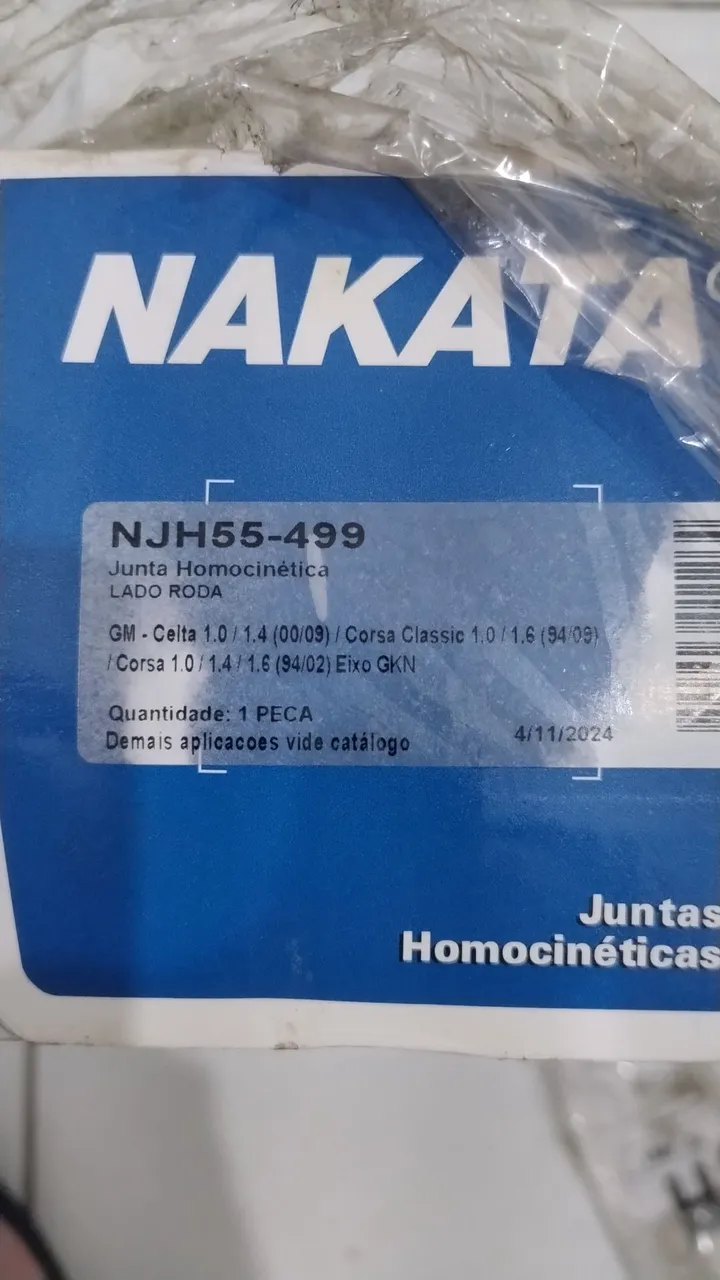 NAKATA
NJH55-499
Junta Homocinética
LADO RODA
GM - Celta 1.0 / 1.4 (00/09) / Corsa Classic 1.0 / 1.6 (94/09)
/ Corsa 1.0 / 1.4 / 1.6 (94/02) Eixo GKN
Quantidade: 1 PECA
Demais aplicacoes vide catálogo
4/11/2024
Juntas
Homocinéticas